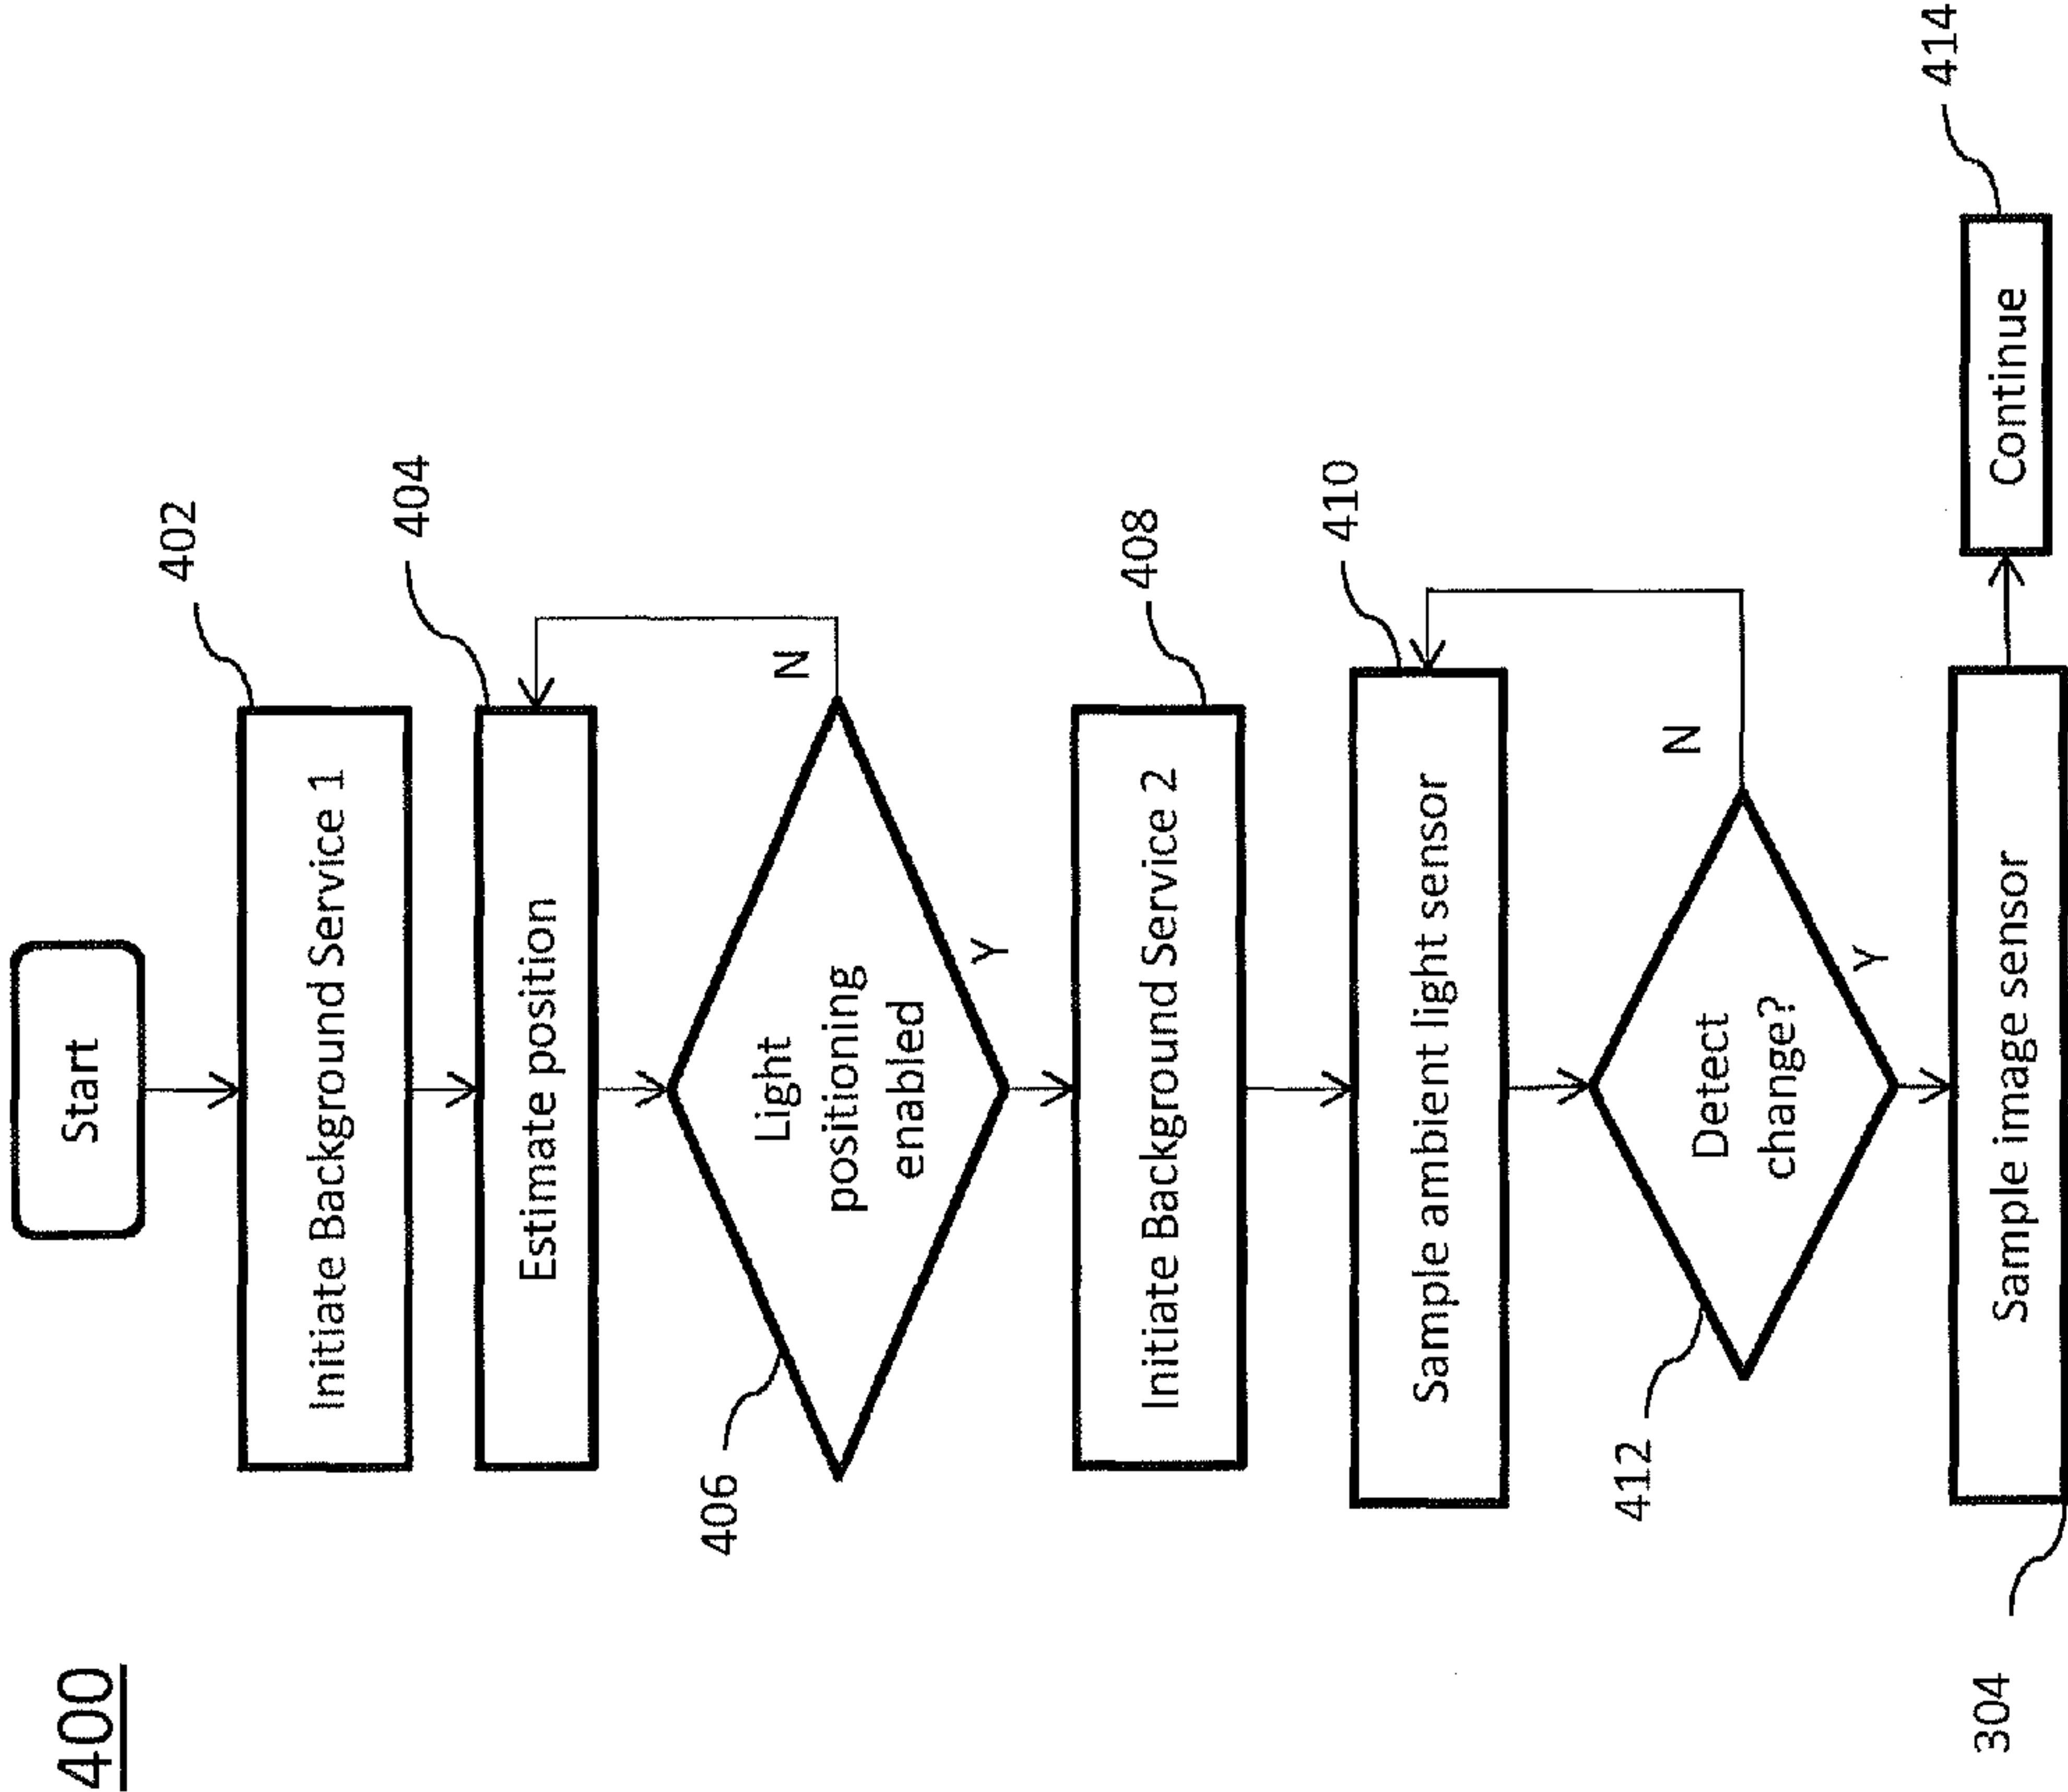 400
Start
402
Initiate Background Service 1
404
Estimate position
406
Light
positioning
enabled
N
Y
408
Initiate Background Service 2
410
Sample ambient light sensor
412
Detect
change?
N
Y
304
Sample image sensor
Continue
414